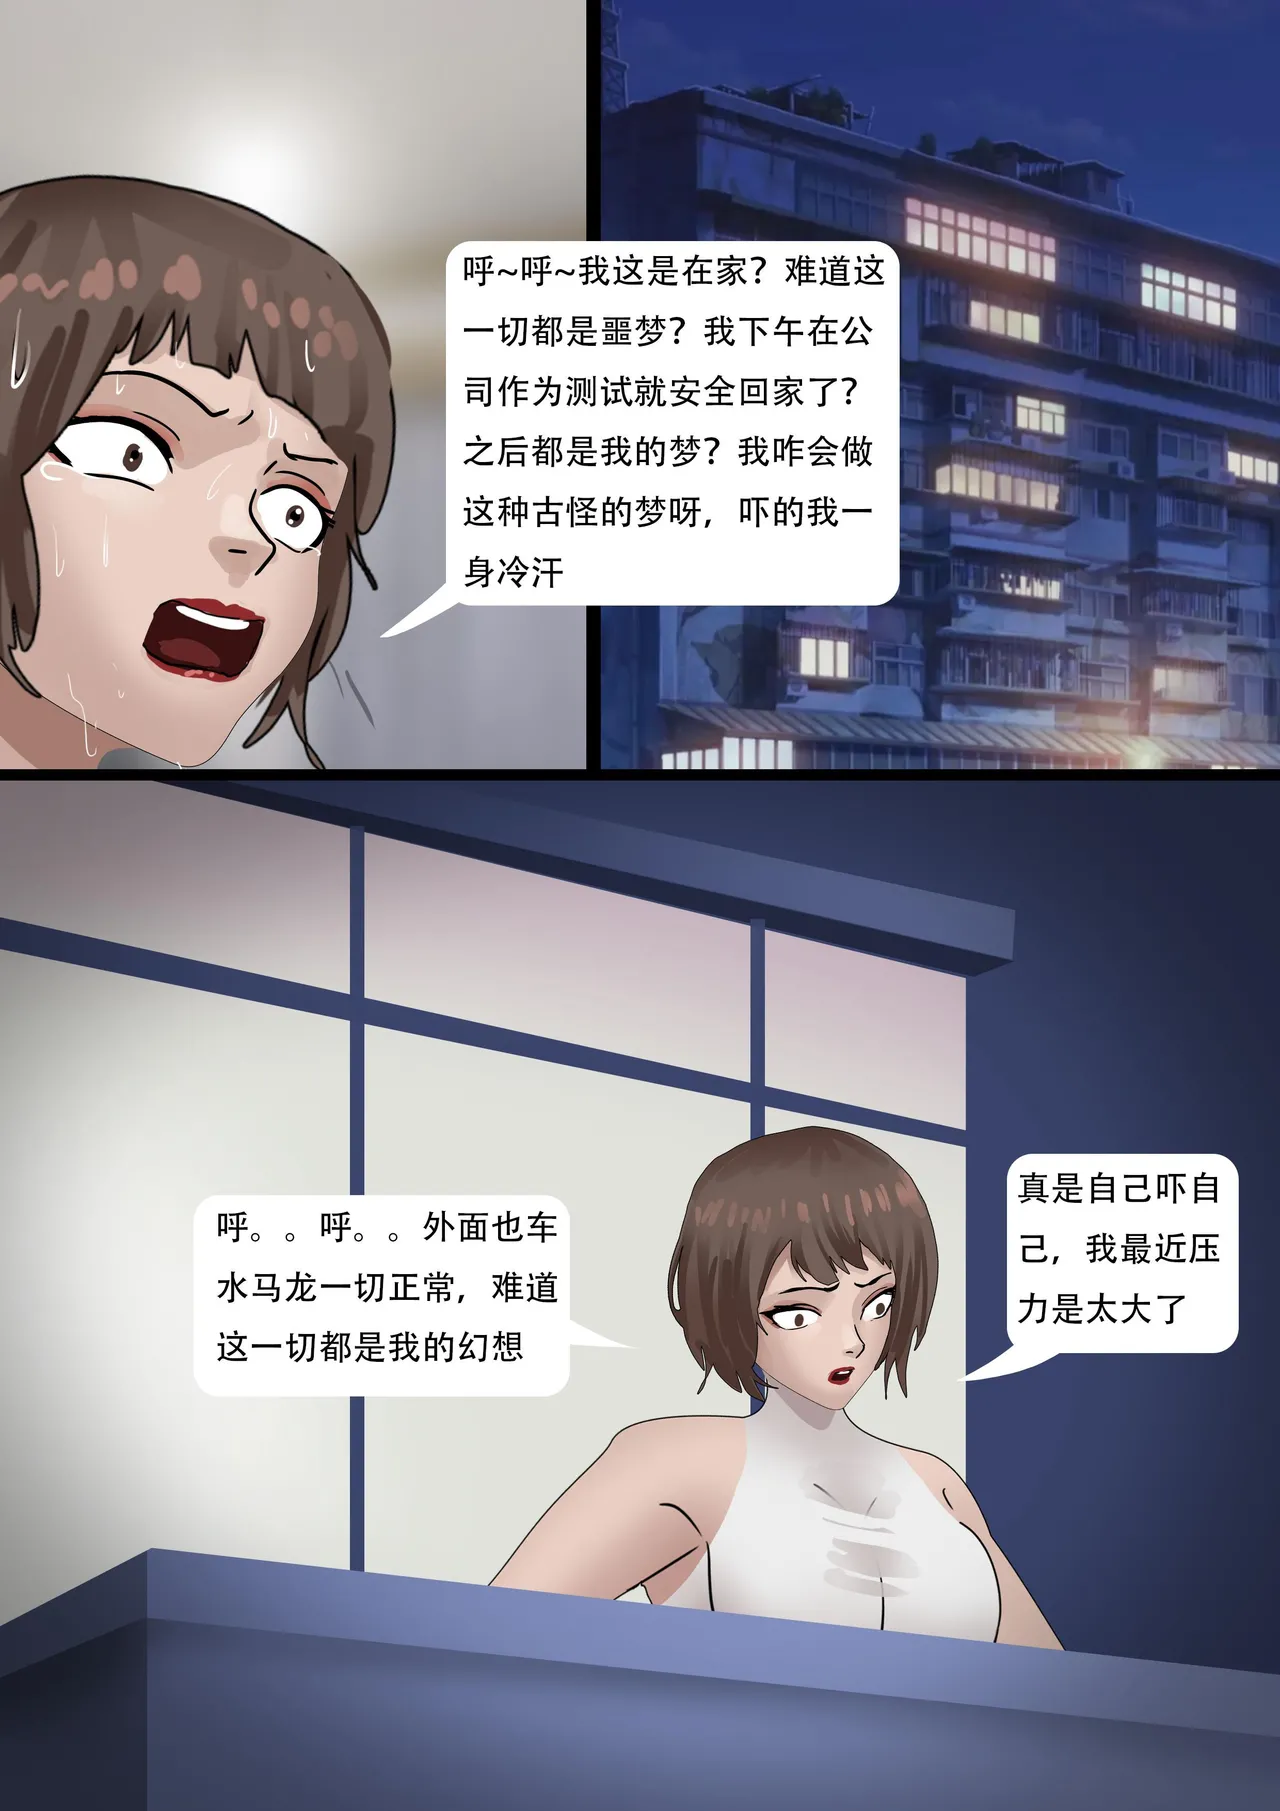 呼~呼~我这是在家？难道这
一切都是噩梦？我下午在公
司作为测试就安全回家了？
之后都是我的梦？我咋会做
这种古怪的梦呀，吓的我一
身冷汗
呼。。呼。。外面也车
水马龙一切正常，难道
这一切都是我的幻想
真是自己吓自
己，我最近压
力是太大了